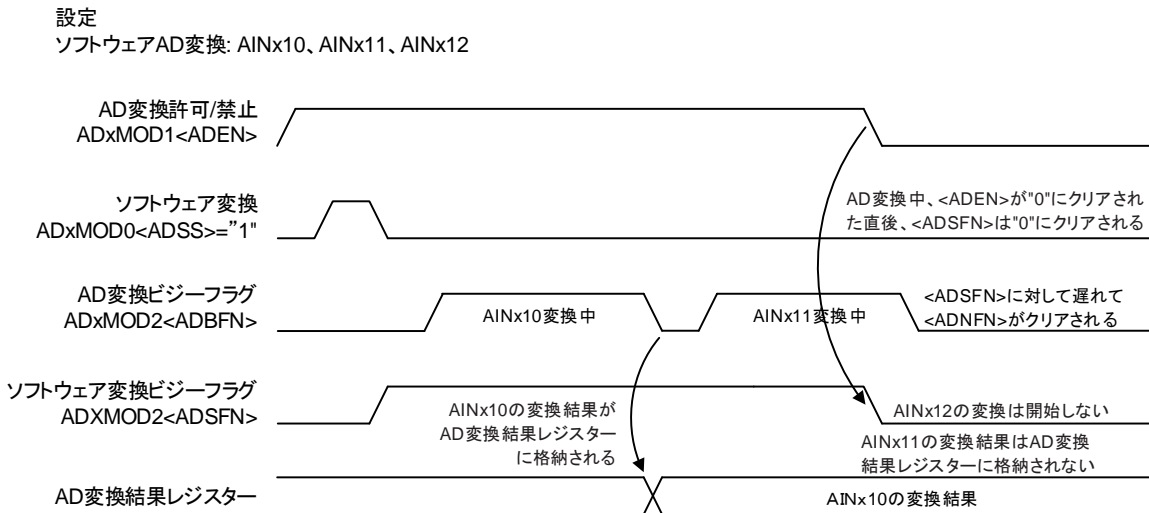 設定
ソフトウェアAD変換: AINx10、AINx11、AINx12
AD変換許可/禁止
ADxMOD1<ADEN>
ソフトウェア変換
ADxMOD0<ADSS>=”1"
AD変換中、<ADEN>が"0"にクリアされ
た直後、<ADSFN>は"0"にクリアされる
AD変換ビジーフラグ
ADxMOD2<ADBFN>
AINx10変換中
AINx11変換中
<ADSFN>に対して遅れて
<ADNFN>がクリアされる
ソフトウェア変換ビジーフラグ
ADXMOD2<ADSFN>
AINx10の変換結果が
AD変換結果レジスター
に格納される
AINx12の変換は開始しない
AINx11の変換結果はAD変換
結果レジスターに格納されない
AD変換結果レジスター
AINx10の変換結果